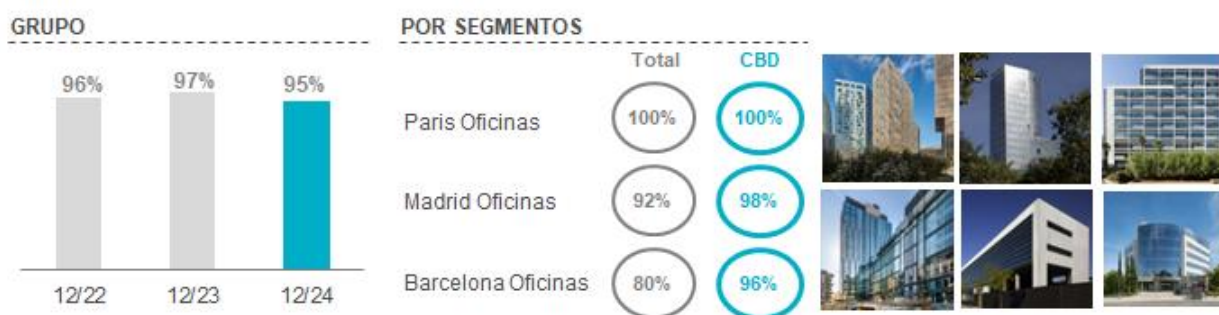 GRUPO
96%
97%
95%
12/22
12/23
12/24
POR SEGMENTOS
Total CBD
Paris Oficinas 100% 100%
Madrid Oficinas 92% 98%
Barcelona Oficinas 80% 96%